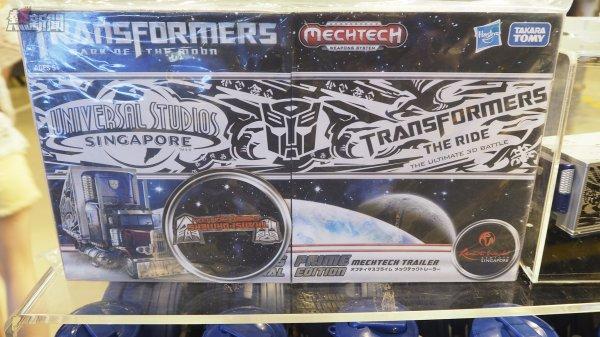 TRANSFORMERS
DARK OF THE MOON
MECHTECH
WEAPONS SYSTEM
Hasbro
TAKARA
TOMY
AGES 5+
UNIVERSAL STUDIOS
SINGAPORE
TRANSFORMERS
THE RIDE
THE ULTIMATE 3D BATTLE
PRIME
MECHTECH TRAILER
EDITION
オプティマスプライム メックテックトレーラー
SINGAPORE